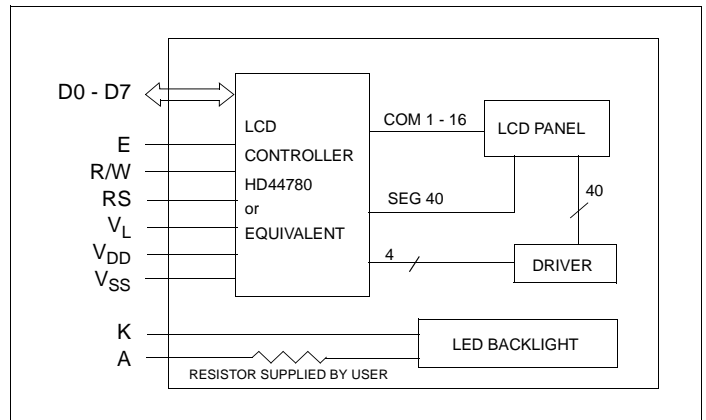 D0 - D7
E
R/W
RS
VL
VDD
VSS
K
A
LCD
CONTROLLER
HD44780
or
EQUIVALENT
COM 1 - 16
LCD PANEL
SEG 40
40
4
DRIVER
LED BACKLIGHT
RESISTOR SUPPLIED BY USER